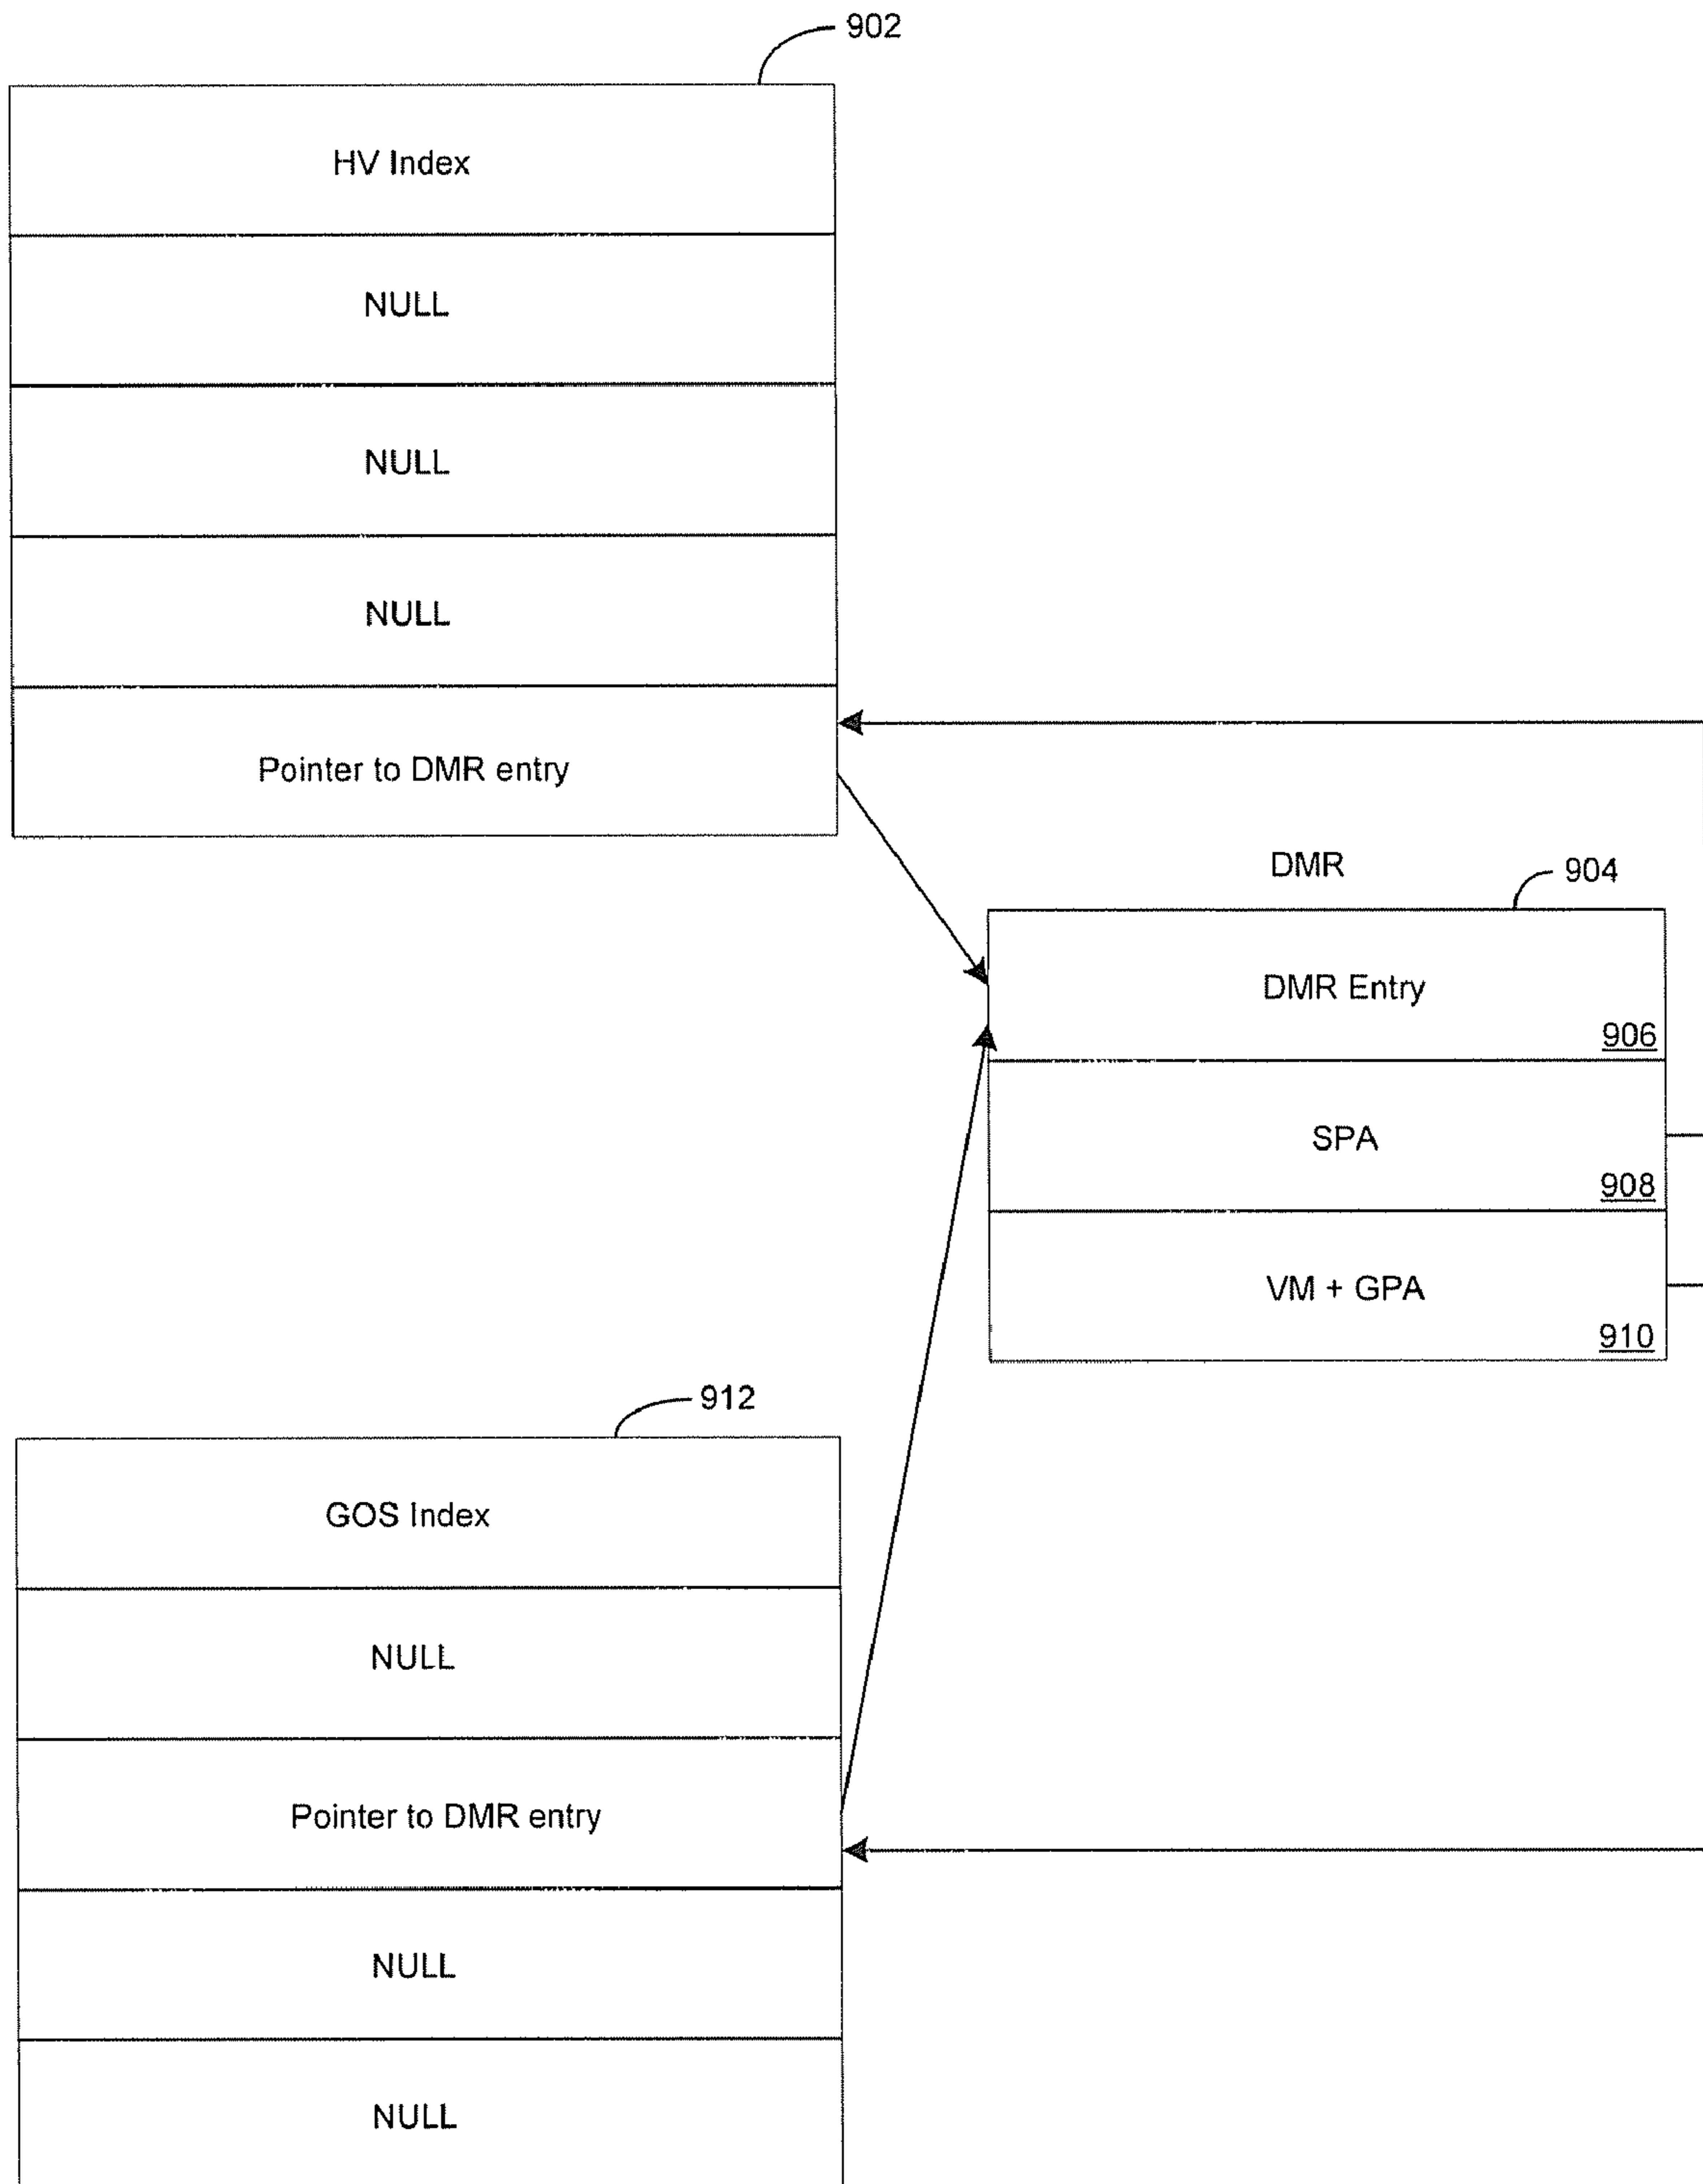 902
HV Index
NULL
NULL
NULL
Pointer to DMR entry
DMR
904
DMR Entry
906
SPA
908
VM + GPA
910
912
GOS Index
NULL
Pointer to DMR entry
NULL
NULL